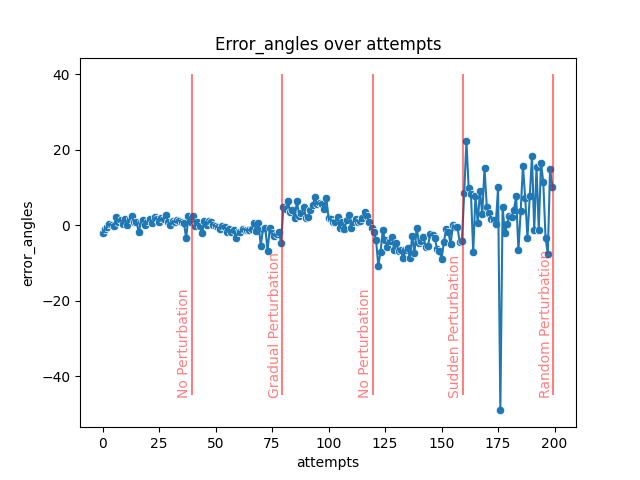 Error_angles over attempts
error_angles
40
20
0
−20
−40
No Perturbation
Gradual Perturbation
No Perturbation
Sudden Perturbation
Random Perturbation
0
25
50
75
100
125
150
175
200
attempts